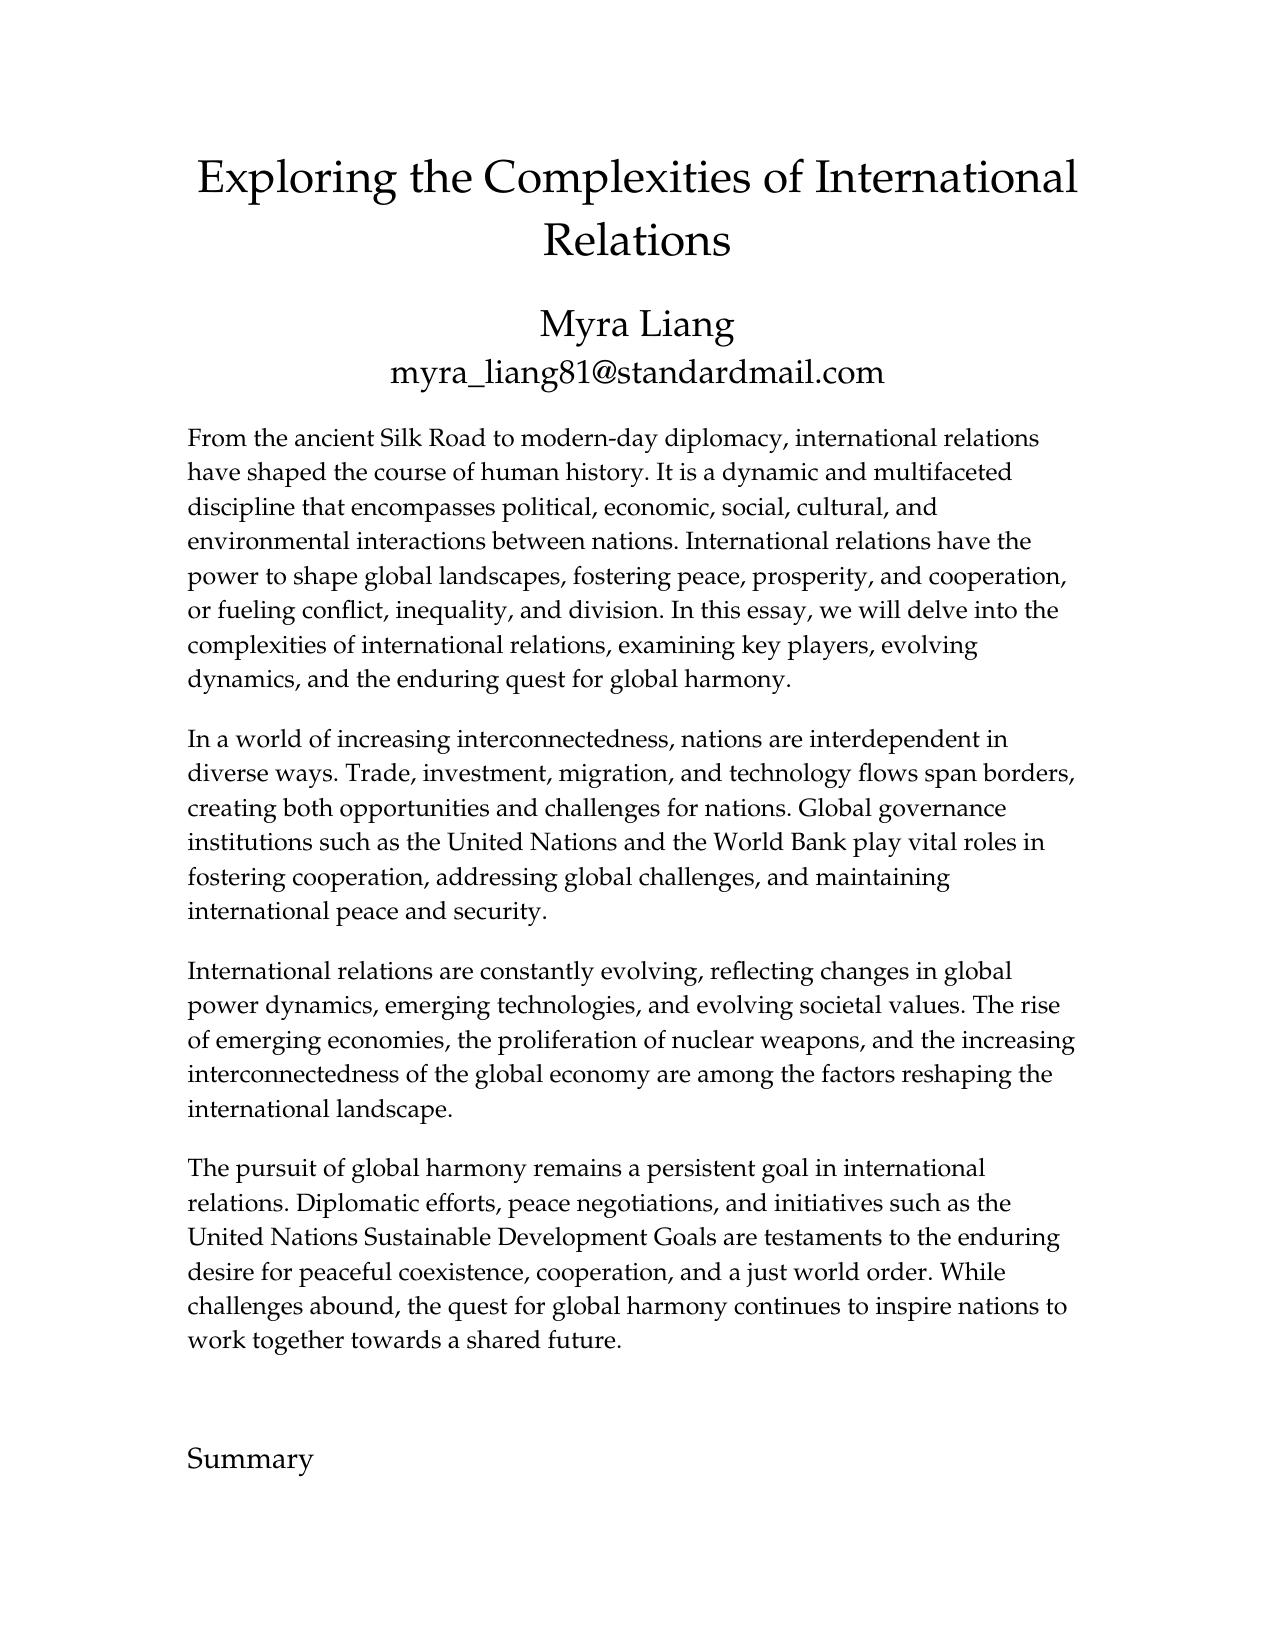 Exploring the Complexities of International
Relations
Myra Liang
myra_liang81@standardmail.com
From the ancient Silk Road to modern-day diplomacy, international relations
have shaped the course of human history. It is a dynamic and multifaceted
discipline that encompasses political, economic, social, cultural, and
environmental interactions between nations. International relations have the
power to shape global landscapes, fostering peace, prosperity, and cooperation,
or fueling conflict, inequality, and division. In this essay, we will delve into the
complexities of international relations, examining key players, evolving
dynamics, and the enduring quest for global harmony.
In a world of increasing interconnectedness, nations are interdependent in
diverse ways. Trade, investment, migration, and technology flows span borders,
creating both opportunities and challenges for nations. Global governance
institutions such as the United Nations and the World Bank play vital roles in
fostering cooperation, addressing global challenges, and maintaining
international peace and security.
International relations are constantly evolving, reflecting changes in global
power dynamics, emerging technologies, and evolving societal values. The rise
of emerging economies, the proliferation of nuclear weapons, and the increasing
interconnectedness of the global economy are among the factors reshaping the
international landscape.
The pursuit of global harmony remains a persistent goal in international
relations. Diplomatic efforts, peace negotiations, and initiatives such as the
United Nations Sustainable Development Goals are testaments to the enduring
desire for peaceful coexistence, cooperation, and a just world order. While
challenges abound, the quest for global harmony continues to inspire nations to
work together towards a shared future.
Summary